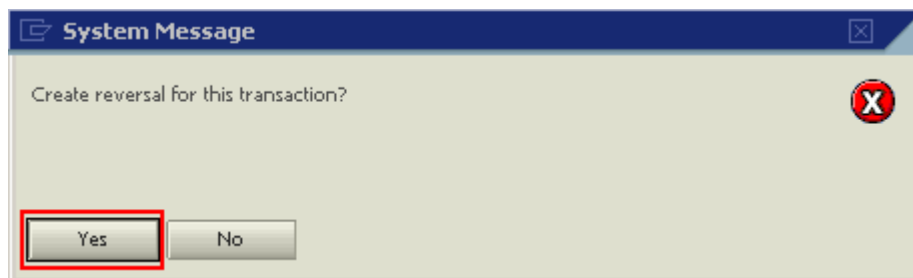 System Message
Create reversal for this transaction?
Yes No